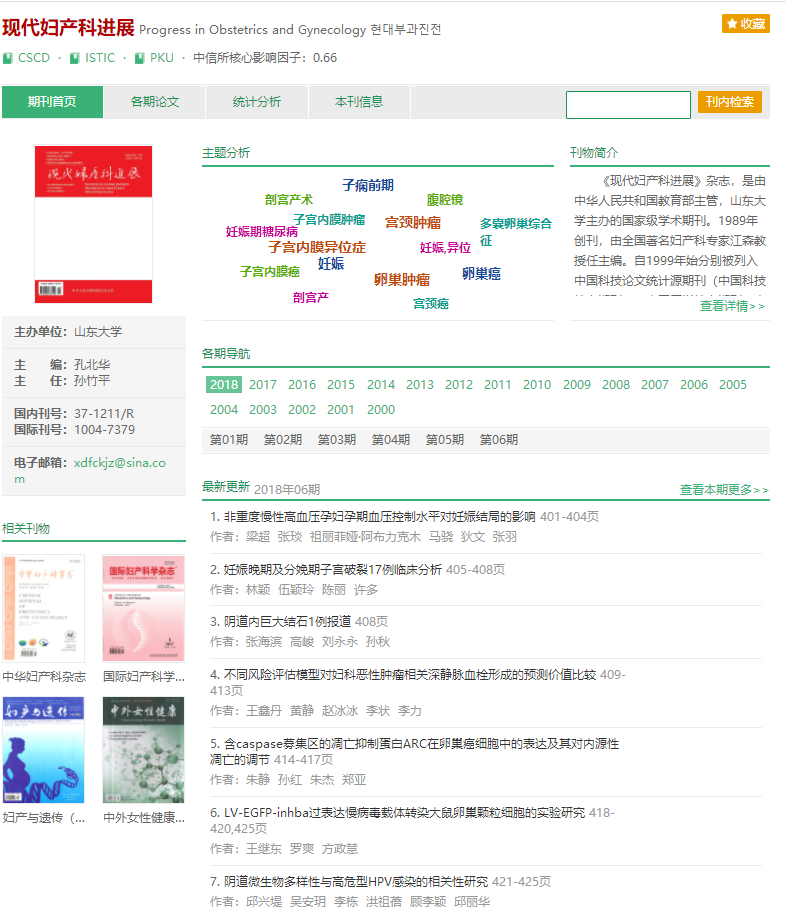 现代妇产科进展 Progress in Obstetrics and Gynecology 현대부과진전
收藏
CSCD · ISTIC · PKU · 中信所核心影响因子：0.66
期刊首页 各期论文 统计分析 本刊信息 刊内检索
现代妇产科进展
主办单位：山东大学
主 编：孔北华
主 任：孙竹平
国内刊号：37-1211/R
国际刊号：1004-7379
电子邮箱：xdfckjz@sina.co
m
相关刊物
中华妇产科杂志
国际妇产科学杂志
中华妇产科杂志 国际妇产科学...
妇产与遗传
中外女性健康
妇产与遗传（... 中外女性健康...
主题分析
子痫前期
剖宫产术 腹腔镜
子宫内膜肿瘤 宫颈肿瘤 多囊卵巢综合
征
妊娠期糖尿病
子宫内膜异位症 妊娠,异位
子宫内膜癌 妊娠 卵巢肿瘤 卵巢癌
剖宫产 宫颈癌
刊物简介
《现代妇产科进展》杂志，是由
中华人民共和国教育部主管，山东大
学主办的国家级学术期刊。1989年
创刊，由全国著名妇产科专家江森教
授任主编。自1999年始分别被列入
中国科技论文统计源期刊（中国科技
查看详情>>
各期导航
2018 2017 2016 2015 2014 2013 2012 2011 2010 2009 2008 2007 2006 2005
2004 2003 2002 2001 2000
第01期 第02期 第03期 第04期 第05期 第06期
最新更新 2018年06期 查看本期更多>>
1. 非重度慢性高血压孕妇孕期血压控制水平对妊娠结局的影响 401-404页
作者：梁超 张琰 祖丽菲娅·阿布力克木 马骁 狄文 张羽
2. 妊娠晚期及分娩期子宫破裂17例临床分析 405-408页
作者：林颖 伍颖玲 陈丽 许多
3. 阴道内巨大结石1例报道 408页
作者：张海滨 高峻 刘永永 孙秋
4. 不同风险评估模型对妇科恶性肿瘤相关深静脉血栓形成的预测价值比较 409-
413页
作者：王鑫丹 黄静 赵冰冰 李状 李力
5. 含caspase募集区的凋亡抑制蛋白ARC在卵巢癌细胞中的表达及其对内源性
凋亡的调节 414-417页
作者：朱静 孙红 朱杰 郑亚
6. LV-EGFP-inhba过表达慢病毒载体转染大鼠卵巢颗粒细胞的实验研究 418-
420,425页
作者：王继东 罗爽 方政慧
7. 阴道微生物多样性与高危型HPV感染的相关性研究 421-425页
作者：邱兴堤 吴安玥 李栋 洪祖蓓 顾李颖 邱丽华